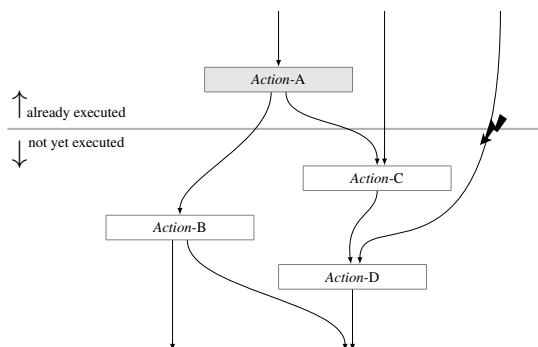 Action-A
already executed
not yet executed
Action-C
Action-B
Action-D